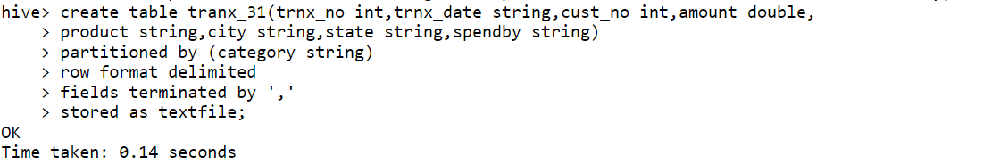 hive> create table tranx_31(trnx_no int,trnx_date string,cust_no int,amount double,
    > product string,city string,state string,spendby string)
    > partitioned by (category string)
    > row format delimited
    > fields terminated by ','
    > stored as textfile;
OK
Time taken: 0.14 seconds